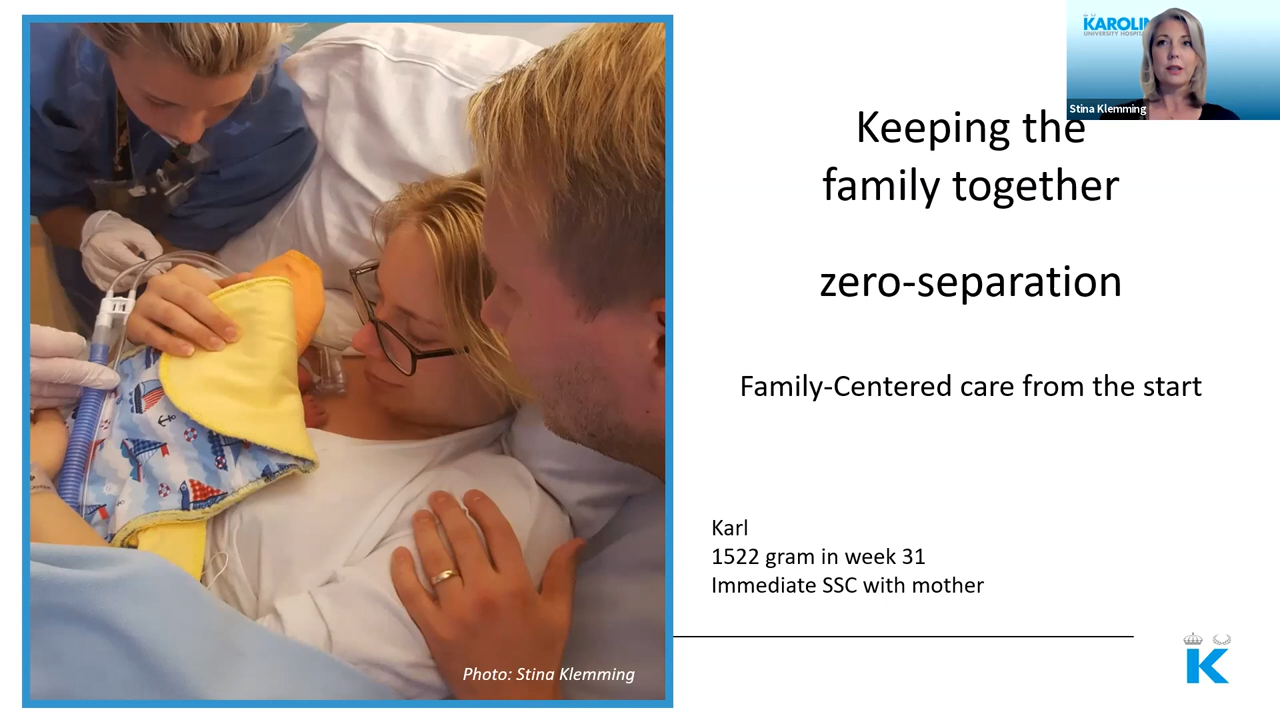 KAROLIN
UNIVERSITY HOSPITA
Stina Klemming
Keeping the
family together
zero-separation
Family-Centered care from the start
Karl
1522 gram in week 31
Immediate SSC with mother
Photo: Stina Klemming
K